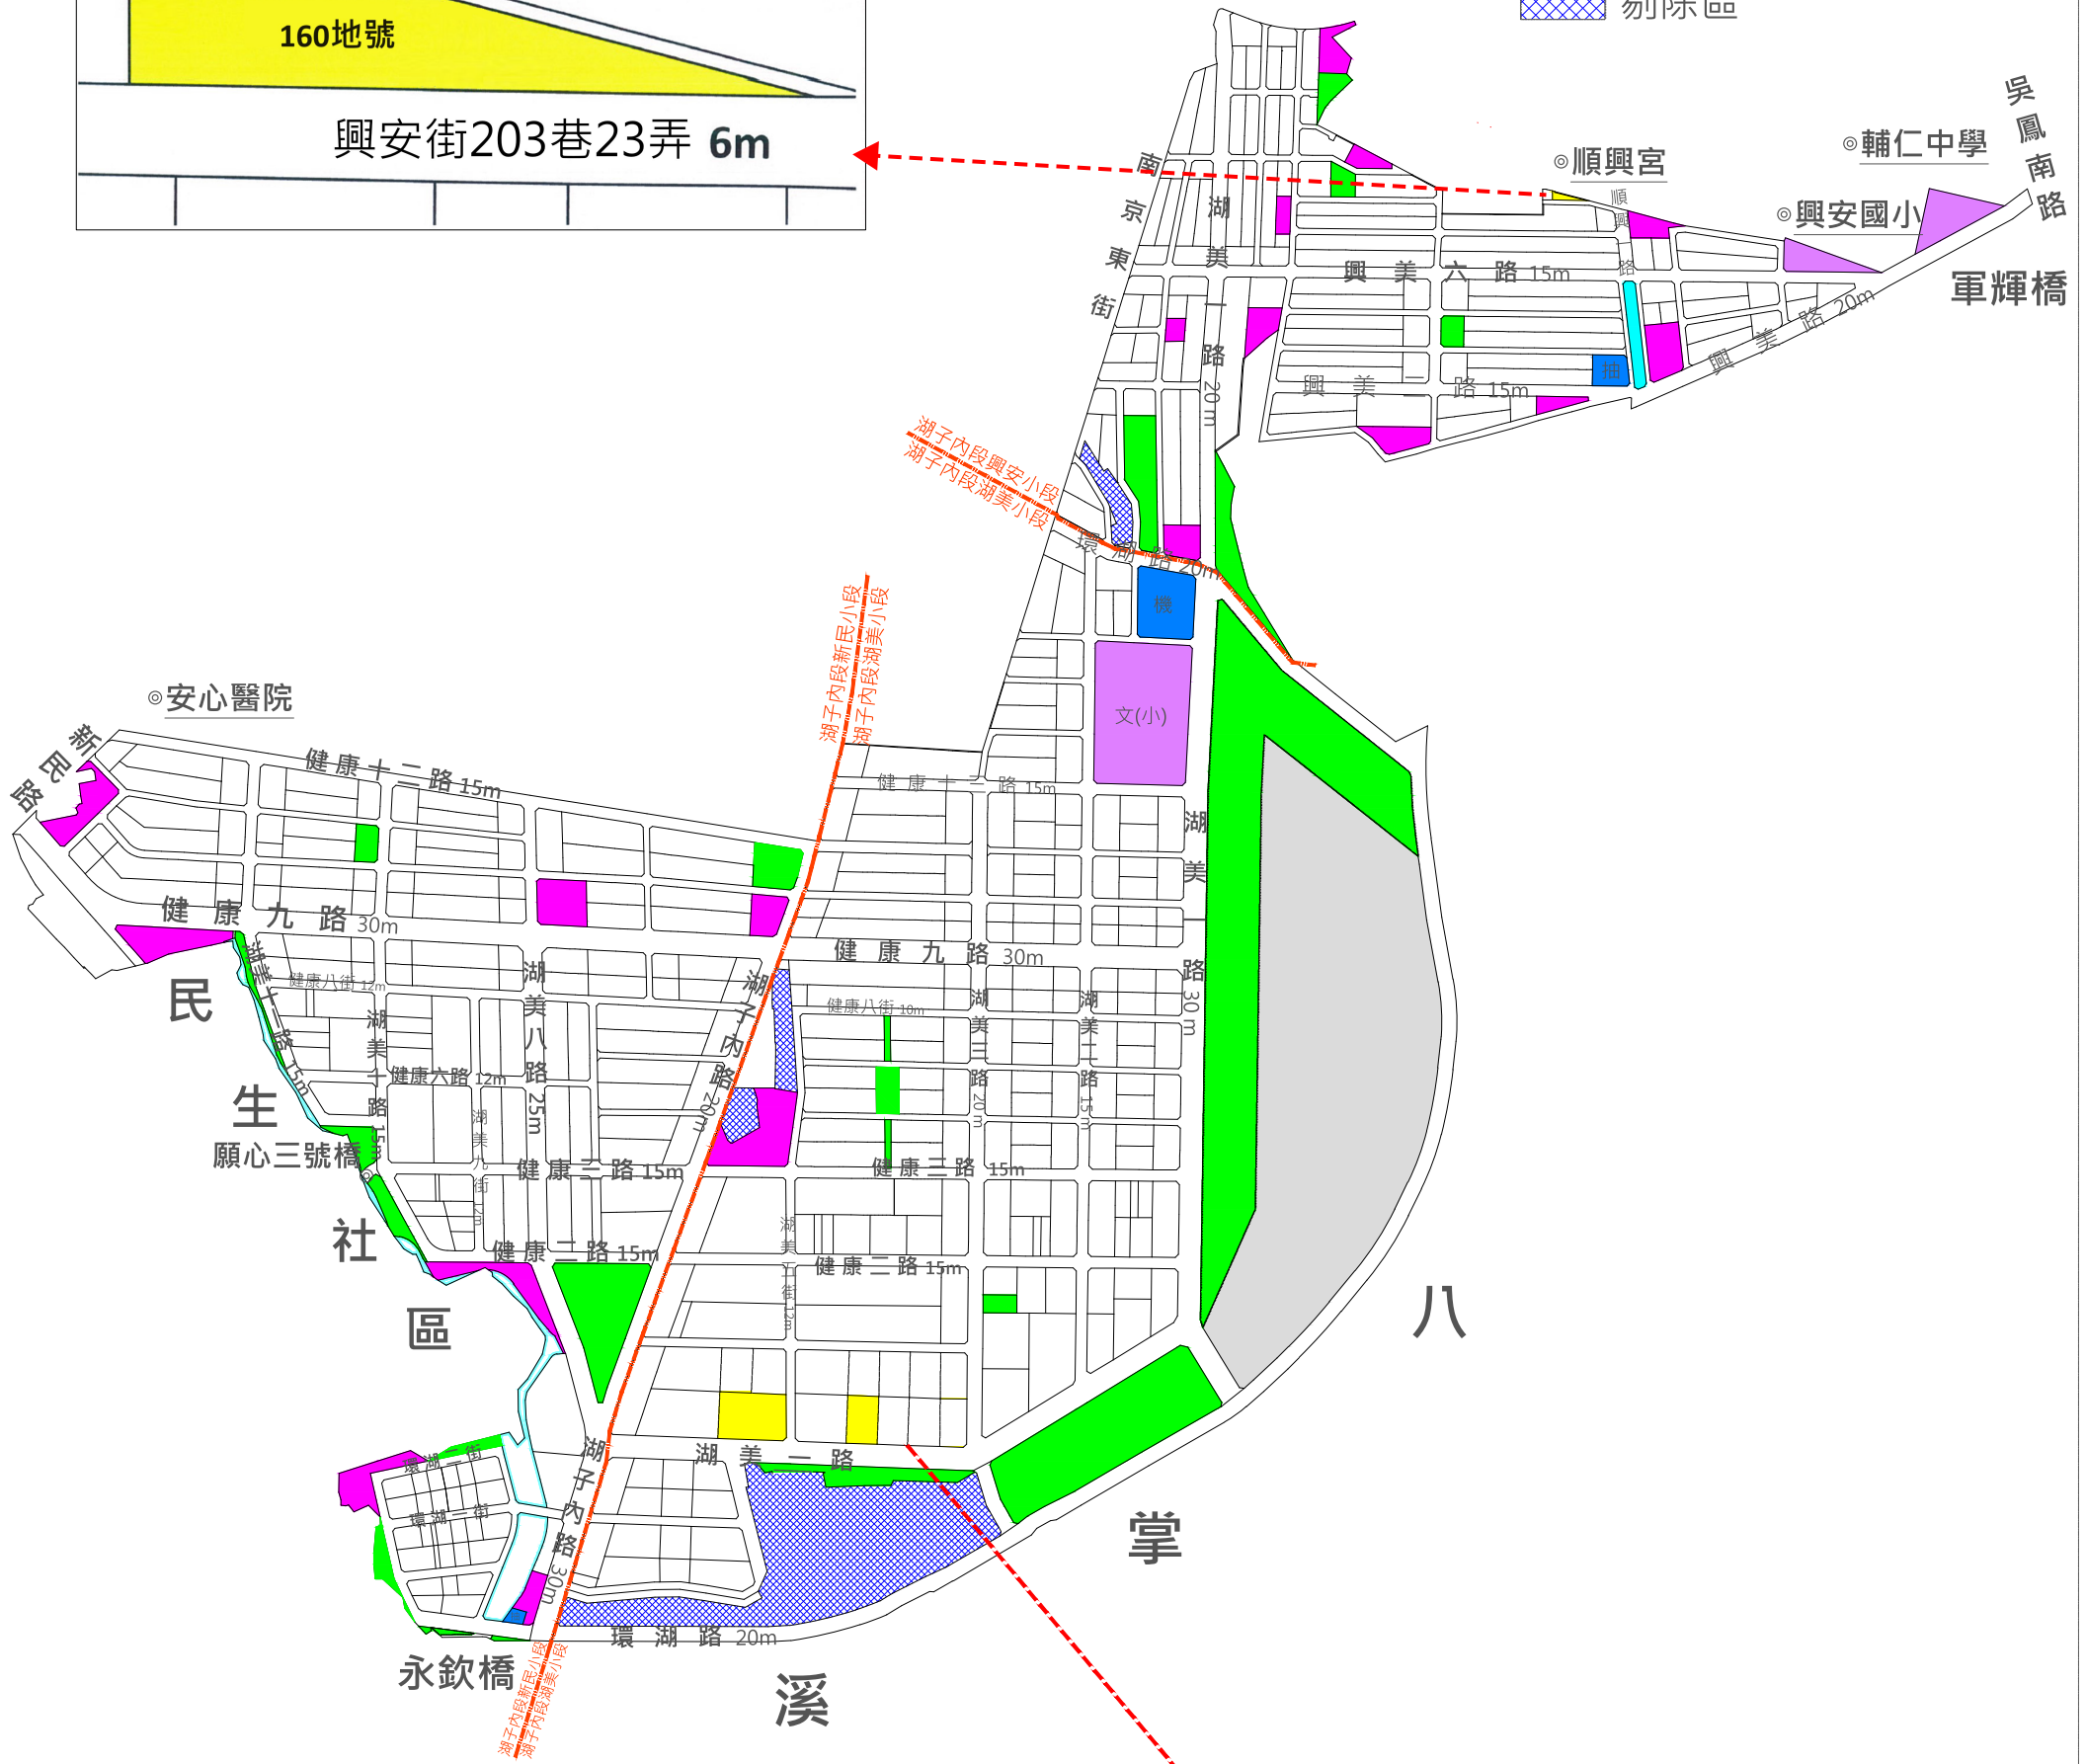 160地號
興安街203巷23弄 6m
剔除區
吳鳳南路
輔仁中學
順興宮
興安國小
軍輝橋
南京東街
湖美一路 20m
順興一路
興美六路 15m
興美路 20m
興美二路 15m
抽
湖子內段興安小段
湖子內段湖美小段
環湖路 20m
機
文(小)
湖子內段新民小段
湖子內段湖美小段
安心醫院
新民路
健康十二路 15m
健康十二路 15m
湖美一路 30m
健康九路 30m
健康九路 30m
湖美十二路 15m
健康八街 12m
湖美十路 15m
湖美八路 25m
湖子內路 20m
健康八街 10m
湖美三路 20m
湖美二路 15m
健康六路 12m
湖美九街 12m
健康三路 15m
健康三路 15m
願心三號橋
民生社區
健康二路 15m
湖美五街 12m
健康二路 15m
湖美一路
環湖二街
環湖一街
湖子內路 30m
環湖路 20m
永欽橋
湖子內段新民小段
湖子內段湖美小段
八掌溪